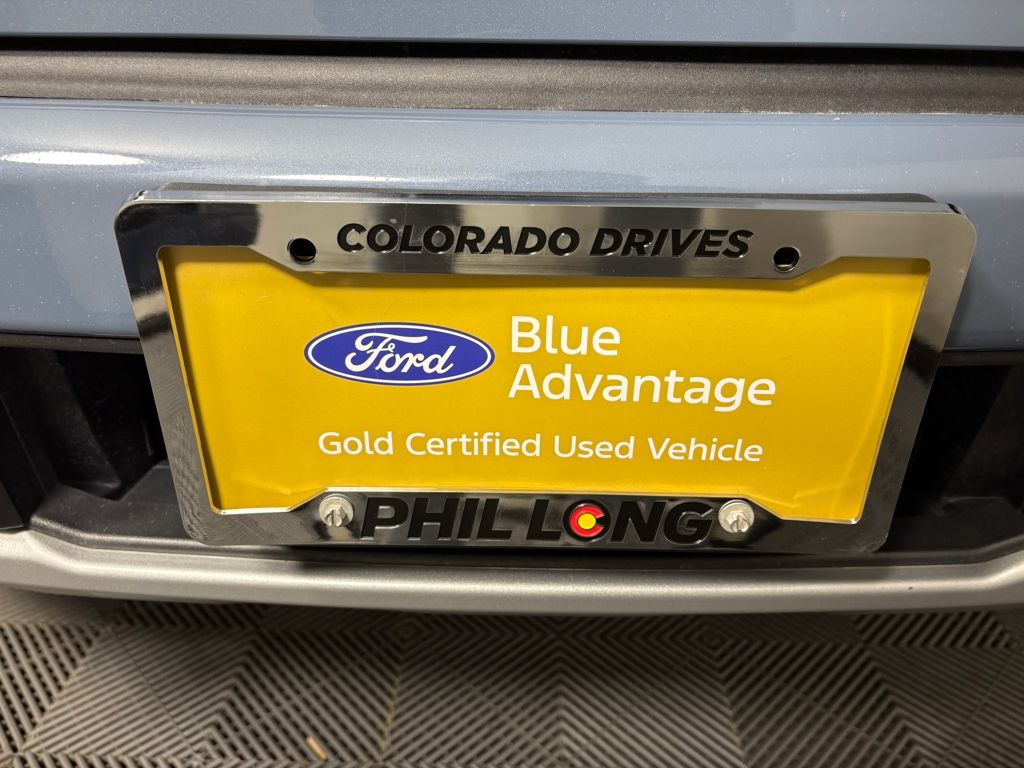 COLORADO DRIVES
Ford
Blue
Advantage
Gold Certified Used Vehicle
PHIL LONG